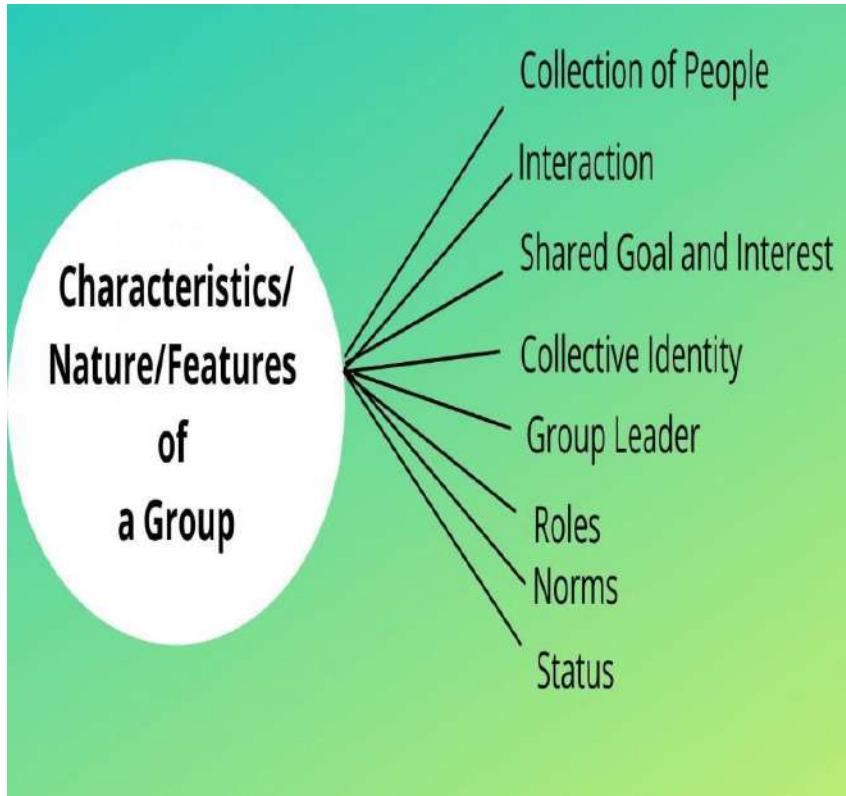 Characteristics/
Nature/Features
of
a Group
Collection of People
Interaction
Shared Goal and Interest
Collective Identity
Group Leader
Roles
Norms
Status